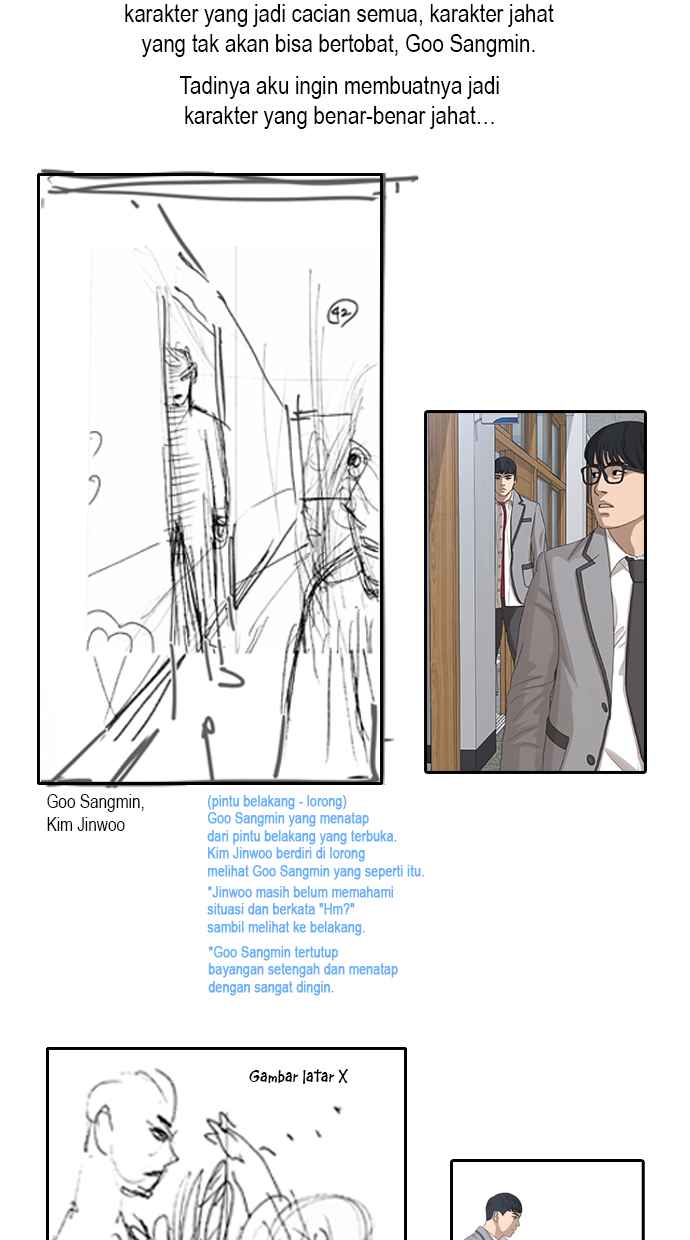 karakter yang jadi cacian semua, karakter jahat
yang tak akan bisa bertobat, Goo Sangmin.
Tadinya aku ingin membuatnya jadi
karakter yang benar-benar jahat...
42
Goo Sangmin,
Kim Jinwoo
(pintu belakang - lorong)
Goo Sangmin yang menatap
dari pintu belakang yang terbuka.
Kim Jinwoo berdiri di lorong
melihat Goo Sangmin yang seperti itu.
*Jinwoo masih belum memahami
situasi dan berkata "Hm?"
sambil melihat ke belakang.
*Goo Sangmin tertutup
bayangan setengah dan menatap
dengan sangat dingin.
Gambar latar X